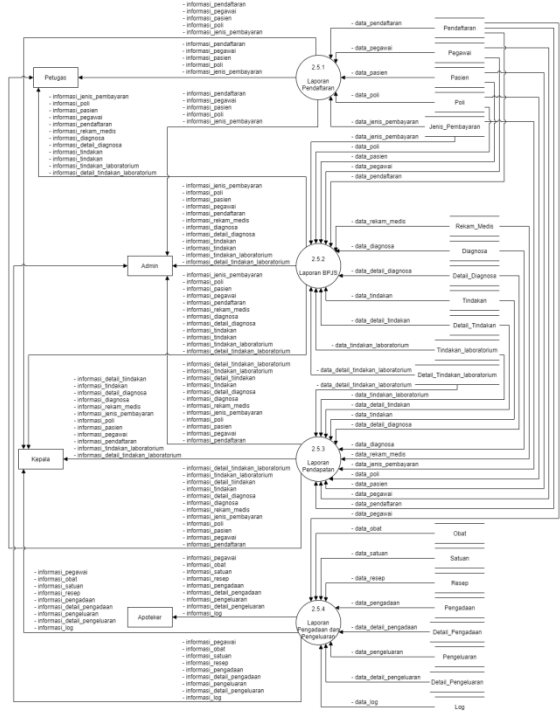 - informasi_pendaftaran
- informasi_pegawai
- informasi_pasien
- informasi_poli
- informasi_jenis_pembayaran
- informasi_pendaftaran
- informasi_pegawai
- informasi_pasien
- informasi_poli
- informasi_jenis_pembayaran
Petugas
2.5.1
Laporan
Pendaftaran
- data_pendaftaran
Pendaftaran
- data_pegawai
Pegawai
- data_pasien
Pasien
- data_poli
Poli
- data_jenis_pembayaran
Jenis_Pembayaran
- informasi_pendaftaran
- informasi_pegawai
- informasi_pasien
- informasi_poli
- informasi_jenis_pembayaran
- informasi_jenis_pembayaran
- informasi_poli
- informasi_pasien
- informasi_pegawai
- informasi_pendaftaran
- informasi_rekam_medis
- informasi_diagnosa
- informasi_detail_diagnosa
- informasi_tindakan
- informasi_tindakan
- informasi_tindakan_laboratorium
- informasi_detail_tindakan_laboratorium
- data_jenis_pembayaran
- data_poli
- data_pasien
- data_pegawai
- data_pendaftaran
- informasi_jenis_pembayaran
- informasi_poli
- informasi_pasien
- informasi_pegawai
- informasi_pendaftaran
- informasi_rekam_medis
- informasi_diagnosa
- informasi_detail_diagnosa
- informasi_tindakan
- informasi_tindakan
- informasi_tindakan_laboratorium
- informasi_detail_tindakan_laboratorium
Admin
2.5.2
Laporan BPJS
- data_rekam_medis
Rekam_Medis
- data_diagnosa
Diagnosa
- data_detail_diagnosa
Detail_Diagnosa
- data_tindakan
Tindakan
- data_detail_tindakan
Detail_Tindakan
- data_tindakan_laboratorium
Tindakan_laboratorium
- data_detail_tindakan_laboratorium
Detail_Tindakan_laboratorium
- informasi_jenis_pembayaran
- informasi_poli
- informasi_pasien
- informasi_pegawai
- informasi_pendaftaran
- informasi_rekam_medis
- informasi_diagnosa
- informasi_detail_diagnosa
- informasi_tindakan
- informasi_tindakan
- informasi_tindakan_laboratorium
- informasi_detail_tindakan_laboratorium
- informasi_detail_tindakan_laboratorium
- informasi_tindakan_laboratorium
- informasi_detail_tiindakan
- informasi_tindakan
- informasi_detail_diagnosa
- informasi_diagnosa
- informasi_rekam_medis
- informasi_jenis_pembayaran
- informasi_poli
- informasi_pasien
- informasi_pegawai
- informasi_pendaftaran
- informasi_detail_tiindakan
- informasi_tindakan
- informasi_detail_diagnosa
- informasi_diagnosa
- informasi_rekam_medis
- informasi_jenis_pembayaran
- informasi_poli
- informasi_pasien
- informasi_pegawai
- informasi_pendaftaran
- informasi_tindakan_laboratorium
- informasi_detail_tindakan_laboratorium
Kepala
2.5.3
Laporan
Pendapatan
- data_detail_tindakan_laboratorium
- data_tindakan_laboratorium
- data_detail_tindakan
- data_tindakan
- data_detail_diagnosa
- data_diagnosa
- data_rekam_medis
- data_jenis_pembayaran
- data_poli
- data_pasien
- data_pegawai
- data_pendaftaran
- data_pegawai
- informasi_detail_tindakan_laboratorium
- informasi_tindakan_laboratorium
- informasi_detail_tiindakan
- informasi_tindakan
- informasi_detail_diagnosa
- informasi_diagnosa
- informasi_rekam_medis
- informasi_jenis_pembayaran
- informasi_poli
- informasi_pasien
- informasi_pegawai
- informasi_pendaftaran
- informasi_pegawai
- informasi_obat
- informasi_satuan
- informasi_resep
- informasi_pengadaan
- informasi_detail_pengadaan
- informasi_pengeluaran
- informasi_detail_pengeluaran
- informasi_log
- informasi_pegawai
- informasi_obat
- informasi_satuan
- informasi_resep
- informasi_pengadaan
- informasi_detail_pengadaan
- informasi_pengeluaran
- informasi_detail_pengeluaran
- informasi_log
Apoteker
2.5.4
Laporan
Pengadaan dan
Pengeluaran
- data_obat
Obat
- data_satuan
Satuan
- data_resep
Resep
- data_pengadaan
Pengadaan
- data_detail_pengadaan
Detail_Pengadaan
- data_pengeluaran
Pengeluaran
- data_detail_pengeluaran
Detail_Pengeluaran
- data_log
Log
- informasi_pegawai
- informasi_obat
- informasi_satuan
- informasi_resep
- informasi_pengadaan
- informasi_detail_pengadaan
- informasi_pengeluaran
- informasi_detail_pengeluaran
- informasi_log